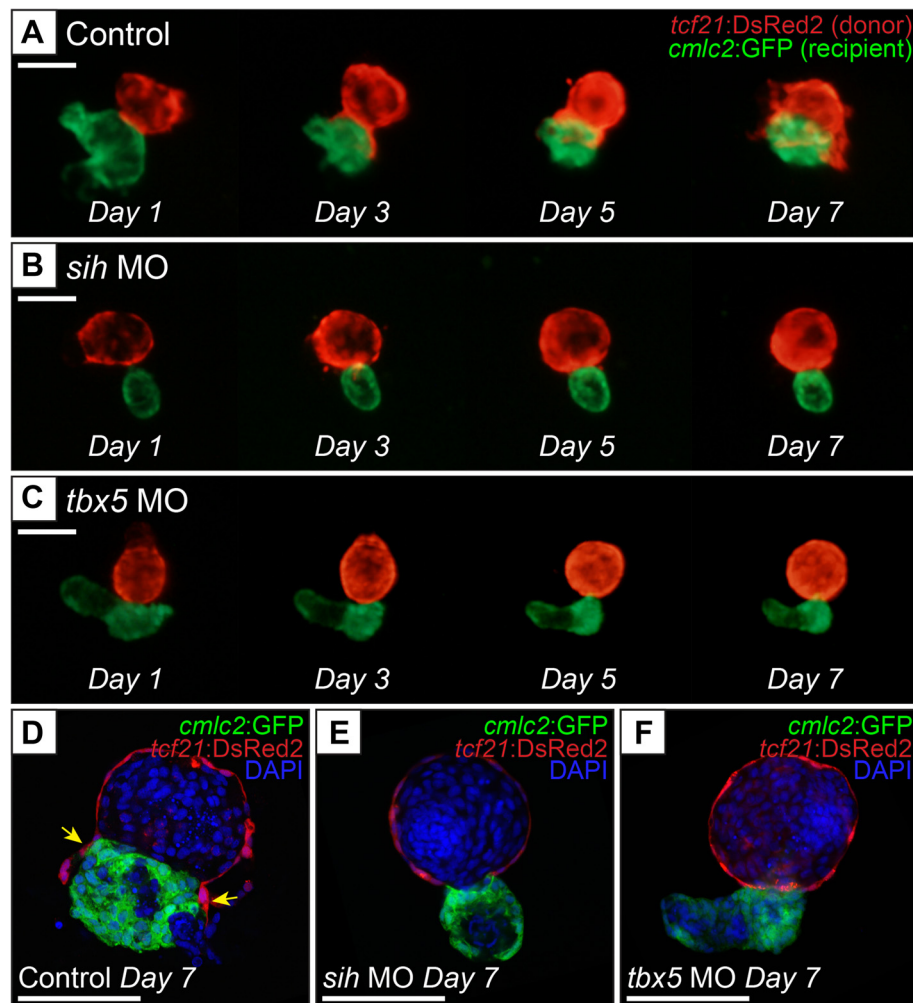 A Control
tcf21:DsRed2 (donor)
cmlc2:GFP (recipient)
Day 1 Day 3 Day 5 Day 7
B sih MO
Day 1 Day 3 Day 5 Day 7
C tbx5 MO
Day 1 Day 3 Day 5 Day 7
D cmlc2:GFP
tcf21:DsRed2
DAPI
Control Day 7
E cmlc2:GFP
tcf21:DsRed2
DAPI
sih MO Day 7
F cmlc2:GFP
tcf21:DsRed2
DAPI
tbx5 MO Day 7